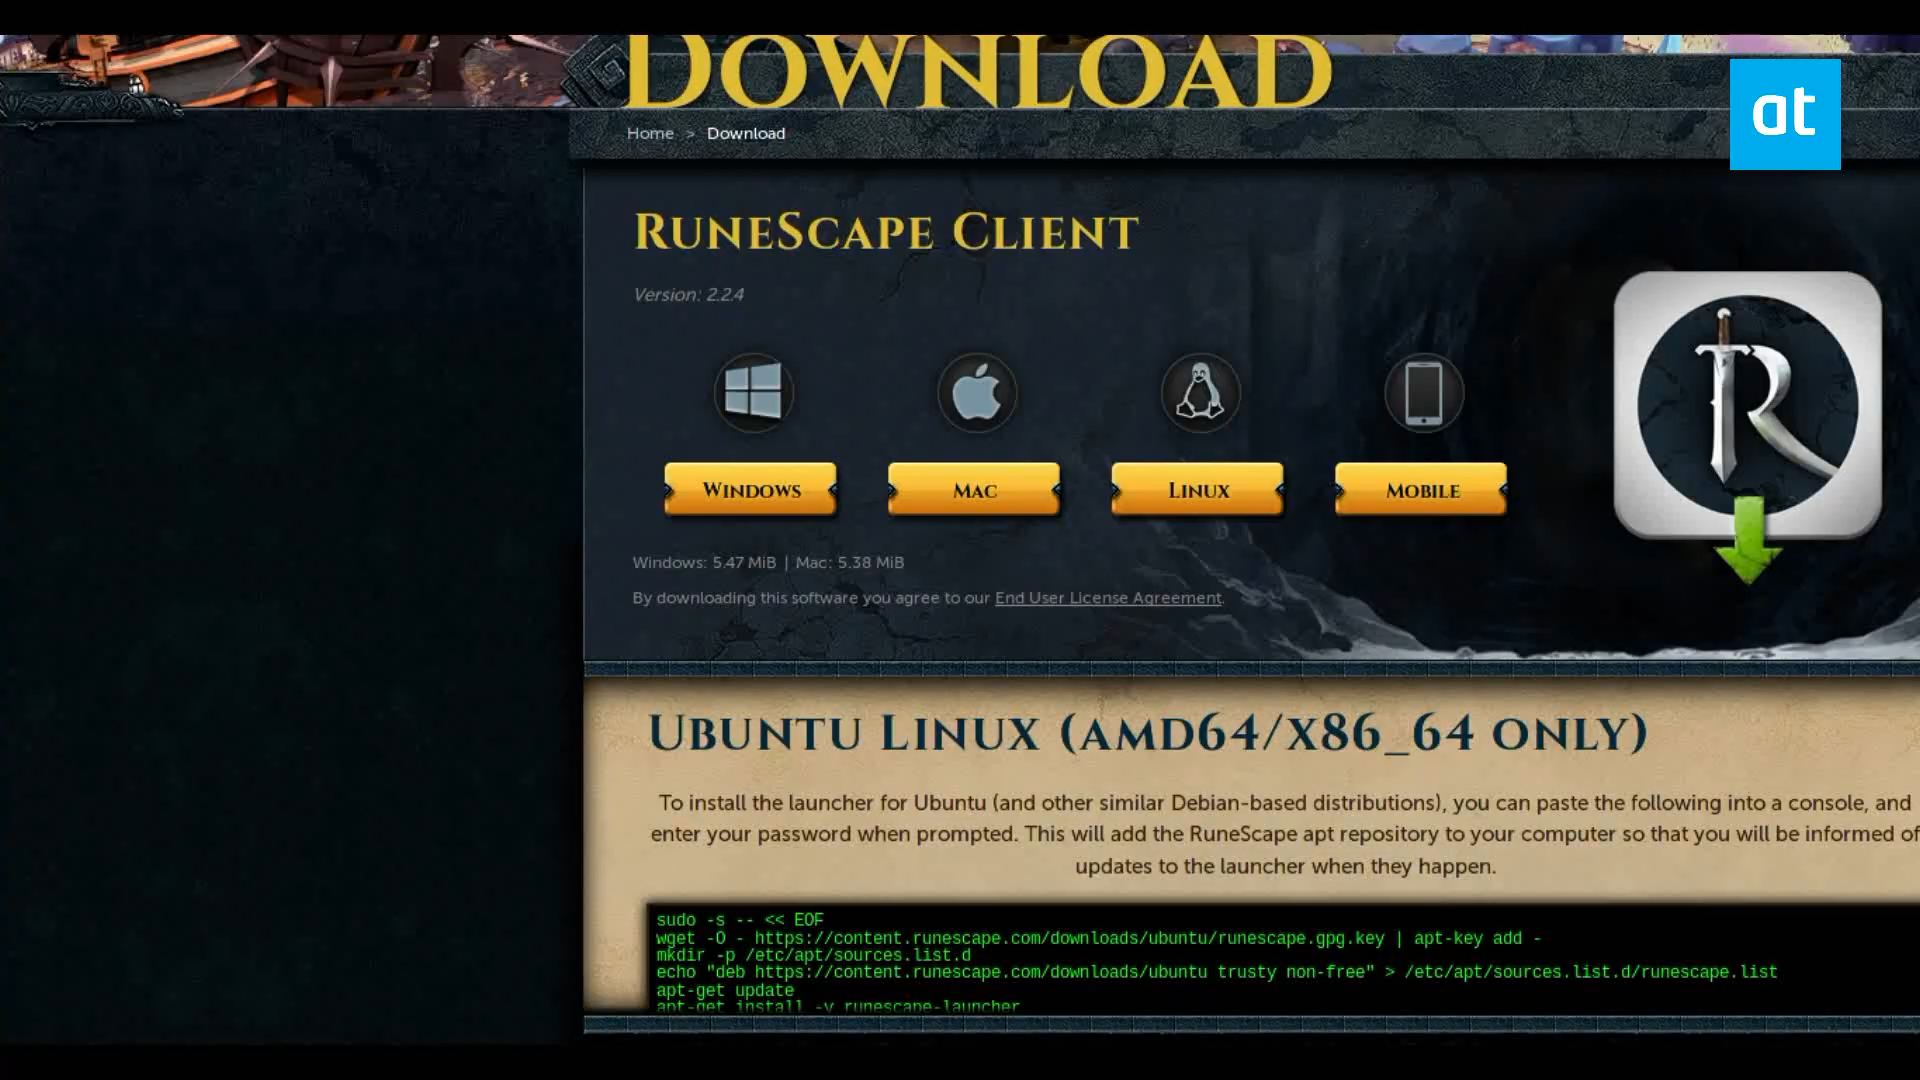 DOWNLOAD
at
Home > Download
RUNESCAPE CLIENT
Version: 2.2.4
WINDOWS MAC LINUX MOBILE
Windows: 5.47 MiB | Mac: 5.38 MiB
By downloading this software you agree to our End User License Agreement.
UBUNTU LINUX (AMD64/X86_64 ONLY)
To install the launcher for Ubuntu (and other similar Debian-based distributions), you can paste the following into a console, and
enter your password when prompted. This will add the RuneScape apt repository to your computer so that you will be informed of
updates to the launcher when they happen.
sudo -s -- << EOF
wget -O - https://content.runescape.com/downloads/ubuntu/runescape.gpg.key | apt-key add -
mkdir -p /etc/apt/sources.list.d
echo "deb https://content.runescape.com/downloads/ubuntu trusty non-free" > /etc/apt/sources.list.d/runescape.list
apt-get update
apt-get install -y runescape-launcher